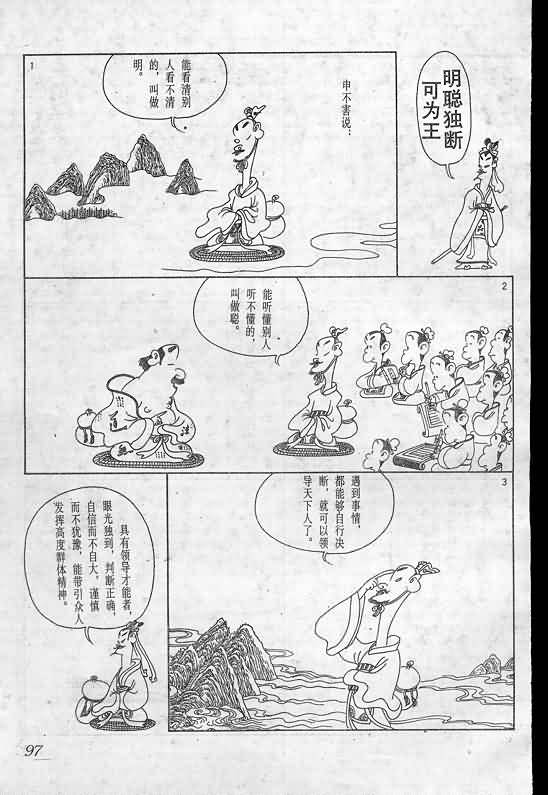 明聪独断
可为王
1
申不害说：
能看清别
人看不清
的，叫做
明。
2
能听懂别人
听不懂的，
叫做聪。
道
法
無
3
遇到事情，
都能够自行决
断，就可以领
导天下人了。
具有领导才能者，
眼光独到，判断正确，
自信而不自大，谨慎
而不犹豫，能带引众人
发挥高度群体精神。
97